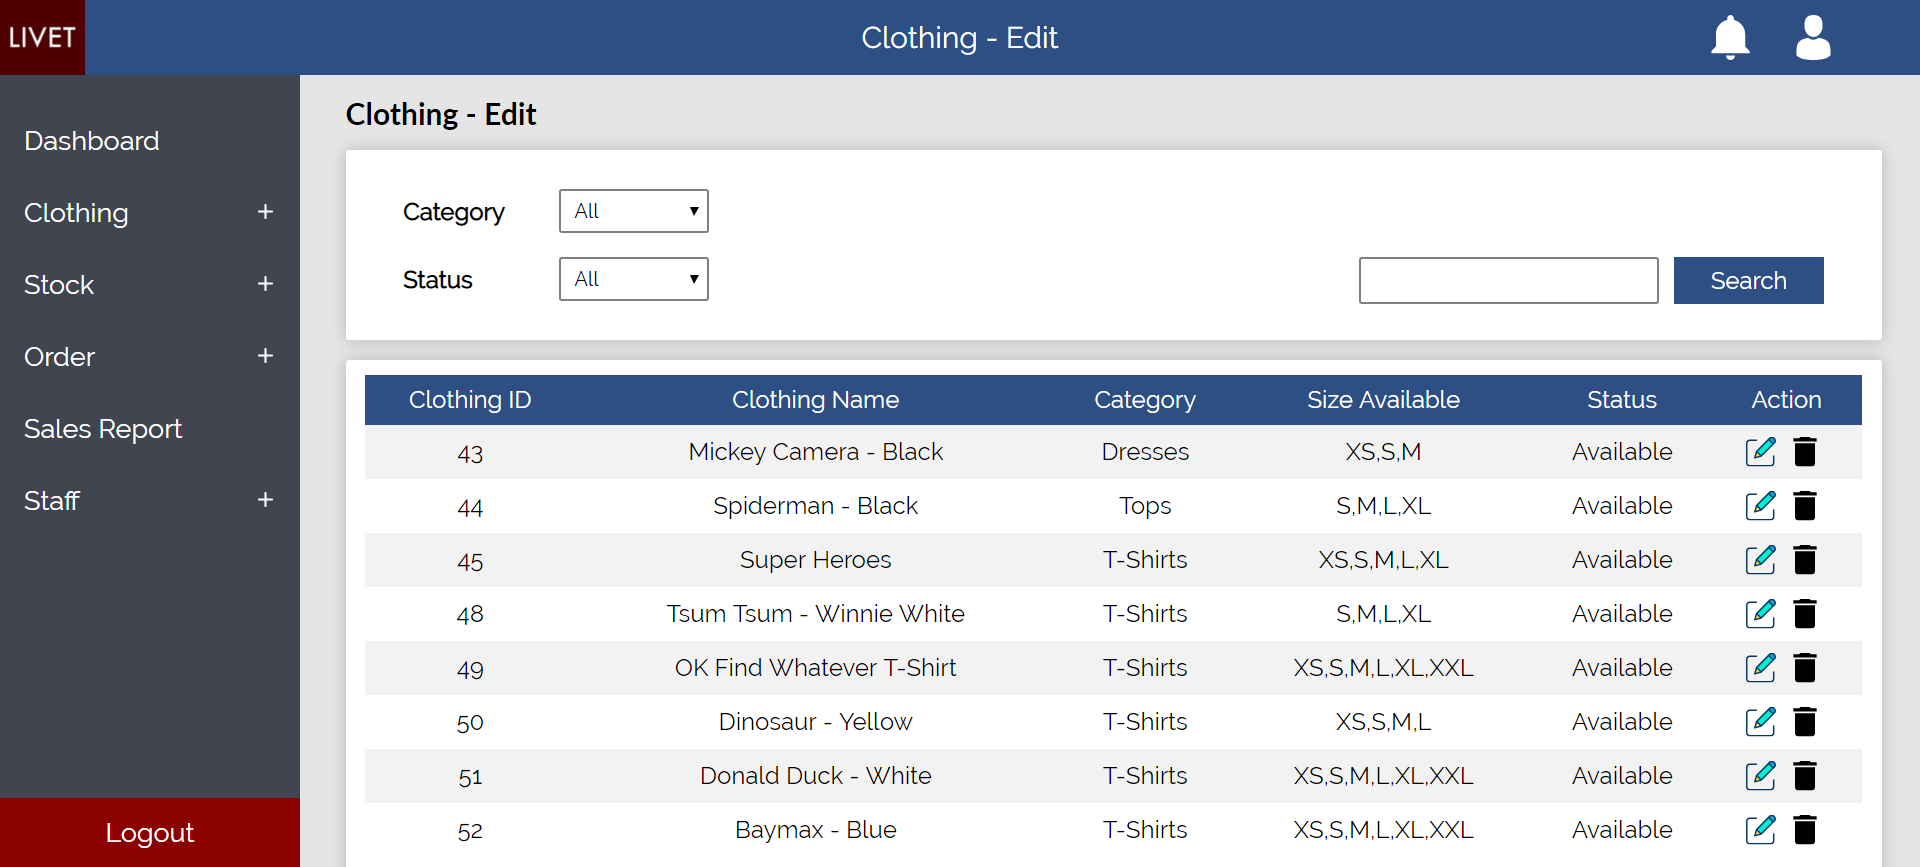 LIVET
Clothing - Edit
Dashboard
Clothing +
Stock +
Order +
Sales Report
Staff +
Logout
Clothing - Edit
Category All
Status All
Search
Clothing ID Clothing Name Category Size Available Status Action
43 Mickey Camera - Black Dresses XS,S,M Available
44 Spiderman - Black Tops S,M,L,XL Available
45 Super Heroes T-Shirts XS,S,M,L,XL Available
48 Tsum Tsum - Winnie White T-Shirts S,M,L,XL Available
49 OK Find Whatever T-Shirt T-Shirts XS,S,M,L,XL,XXL Available
50 Dinosaur - Yellow T-Shirts XS,S,M,L Available
51 Donald Duck - White T-Shirts XS,S,M,L,XL,XXL Available
52 Baymax - Blue T-Shirts XS,S,M,L,XL,XXL Available